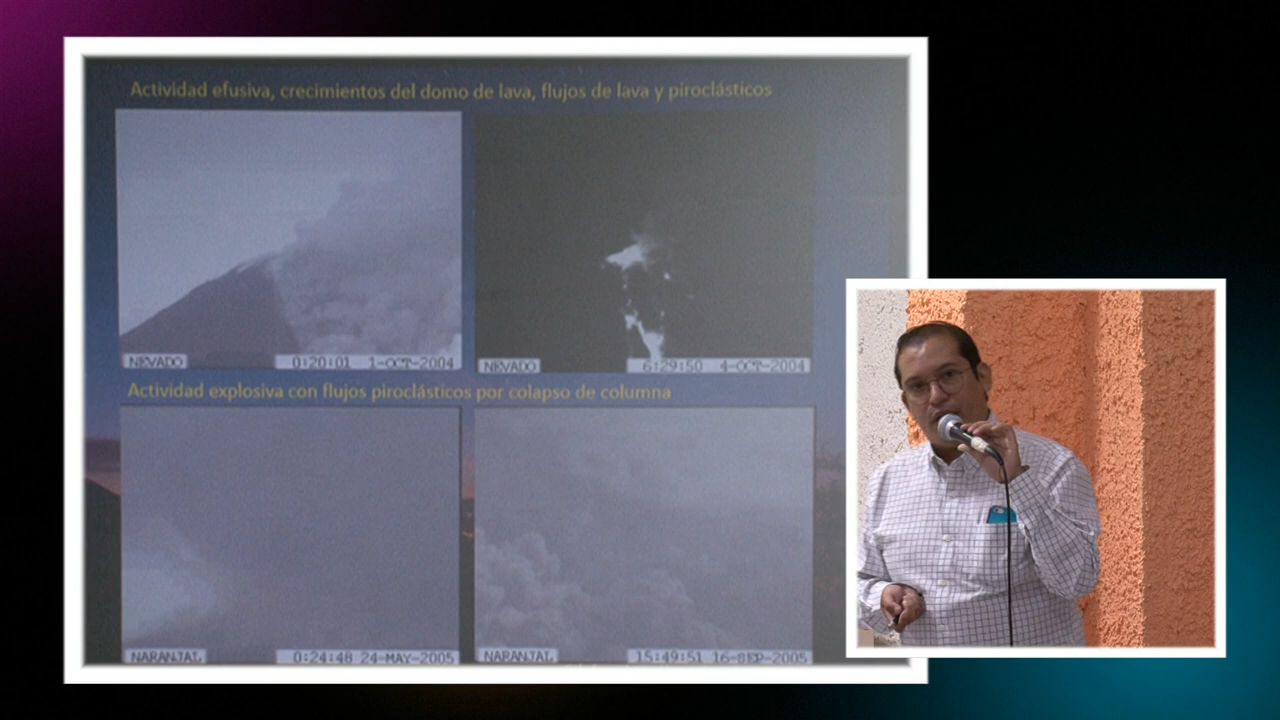 Actividad efusiva, crecimientos del domo de lava, flujos de lava y piroclásticos
NEVADO 0:20:01 1-OCT-2004
NEVADO 6:29:50 4-OCT-2004
Actividad explosiva con flujos piroclásticos por colapso de columna
NARANJAL 0:24:48 24-MAY-2005
NARANJAL 15:49:51 16-SEP-2005